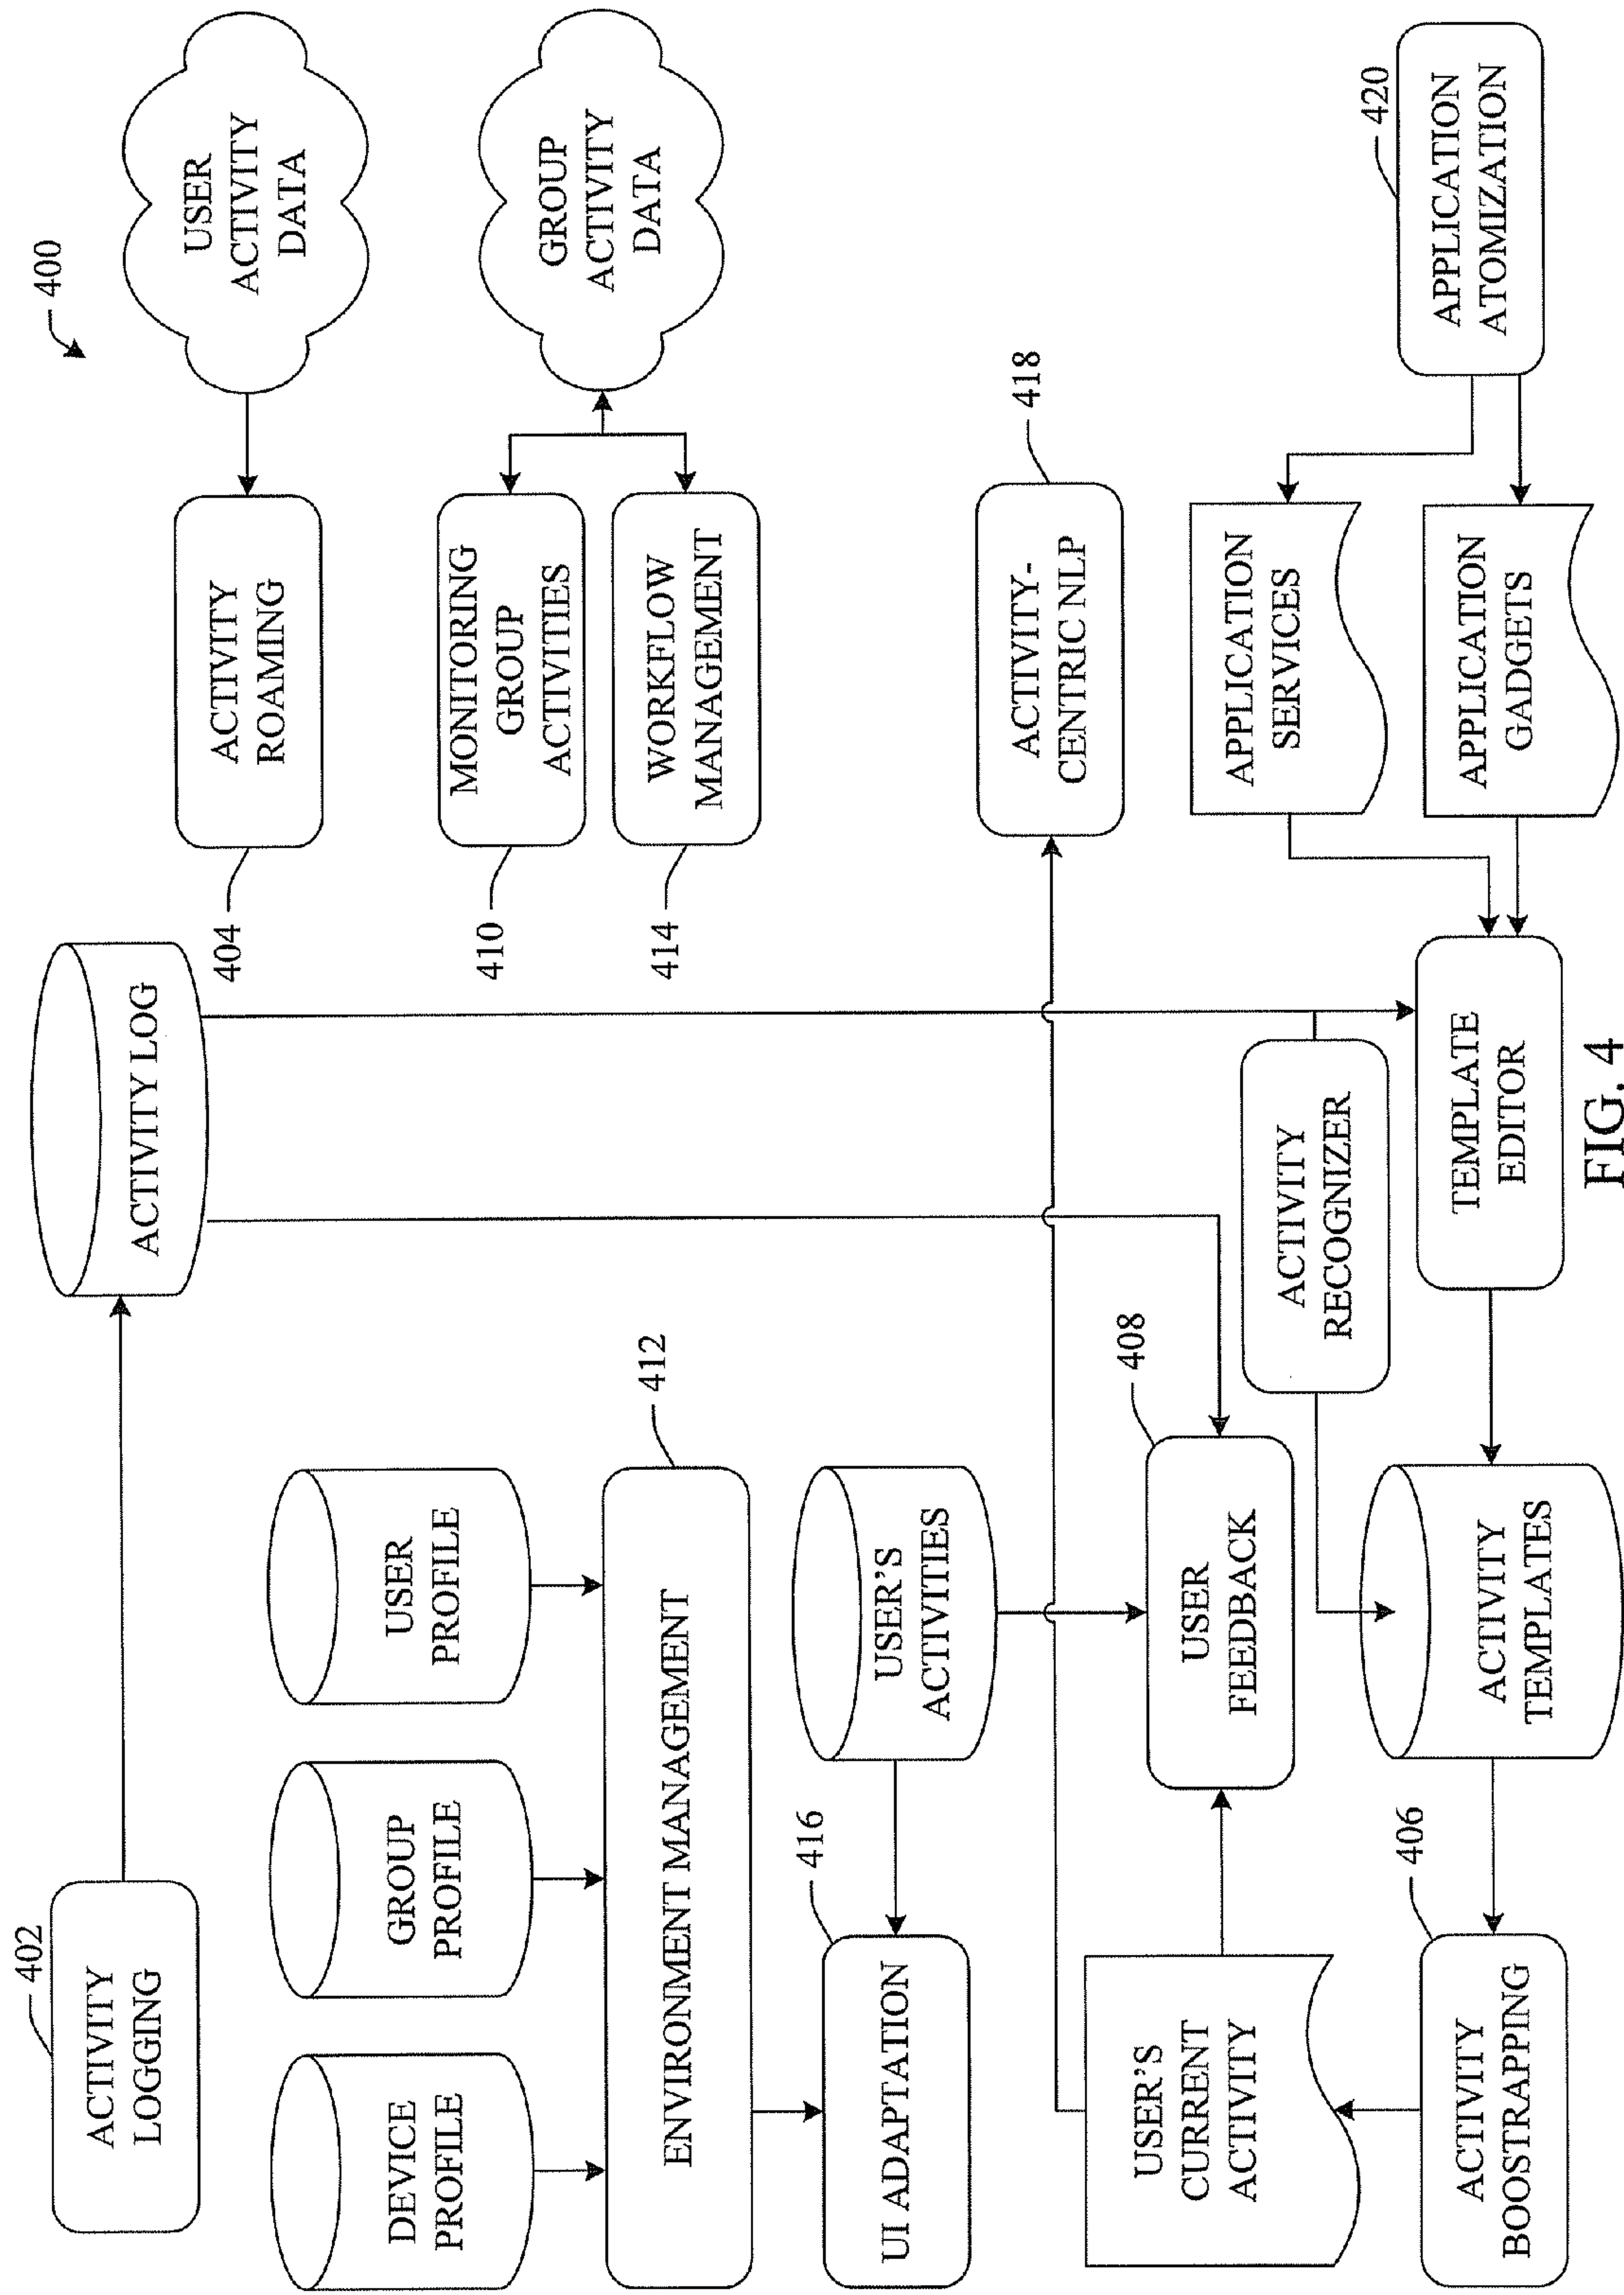 400
402
ACTIVITY
LOGGING
ACTIVITY LOG
404
ACTIVITY
ROAMING
USER
ACTIVITY
DATA
DEVICE
PROFILE
GROUP
PROFILE
USER
PROFILE
410
MONITORING
GROUP
ACTIVITIES
GROUP
ACTIVITY
DATA
ENVIRONMENT MANAGEMENT
412
414
WORKFLOW
MANAGEMENT
UI ADAPTATION
416
USER'S
ACTIVITIES
ACTIVITY-
CENTRIC NLP
418
USER'S
CURRENT
ACTIVITY
USER
FEEDBACK
408
ACTIVITY
RECOGNIZER
APPLICATION
SERVICES
420
ACTIVITY
BOOSTRAPPING
406
ACTIVITY
TEMPLATES
TEMPLATE
EDITOR
APPLICATION
GADGETS
APPLICATION
ATOMIZATION
FIG. 4